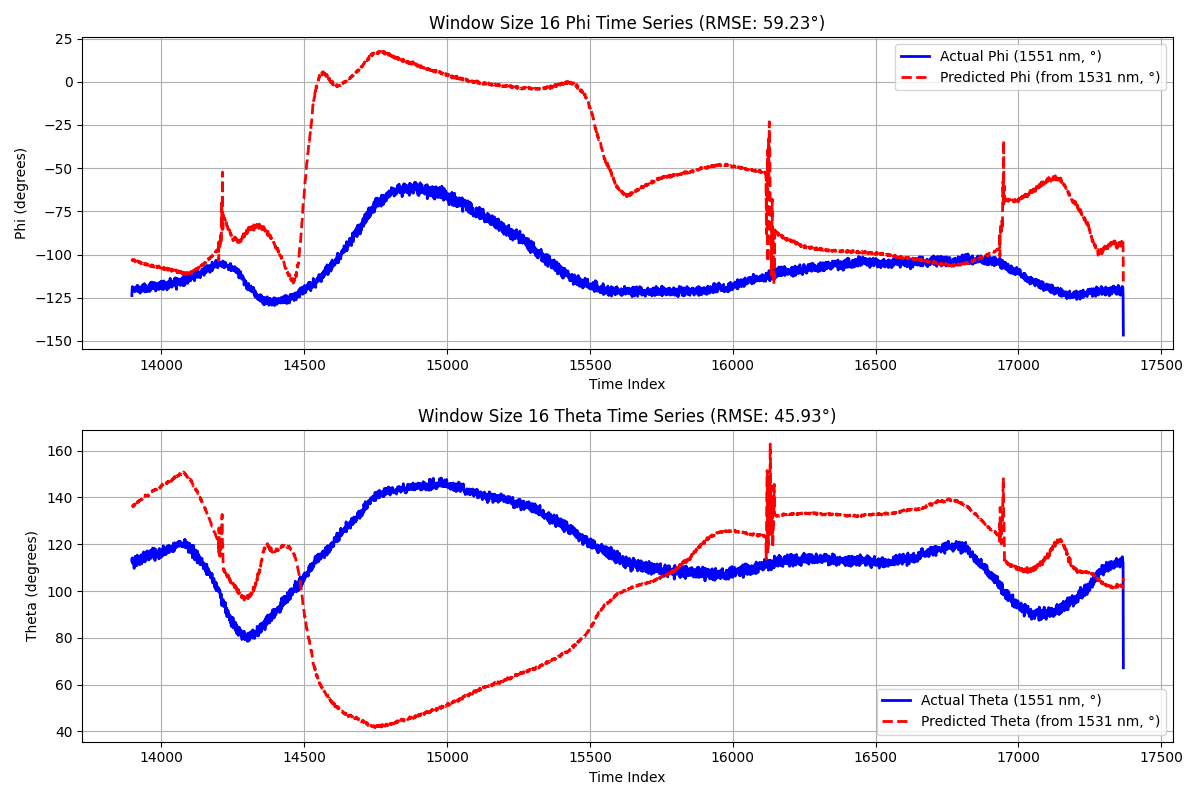 Window Size 16 Phi Time Series (RMSE: 59.23°)
25
0
−25
−50
−75
−100
−125
−150
Phi (degrees)
Actual Phi (1551 nm, °)
Predicted Phi (from 1531 nm, °)
14000 14500 15000 15500 16000 16500 17000 17500
Time Index
Window Size 16 Theta Time Series (RMSE: 45.93°)
160
140
120
100
80
60
40
Theta (degrees)
Actual Theta (1551 nm, °)
Predicted Theta (from 1531 nm, °)
14000 14500 15000 15500 16000 16500 17000 17500
Time Index